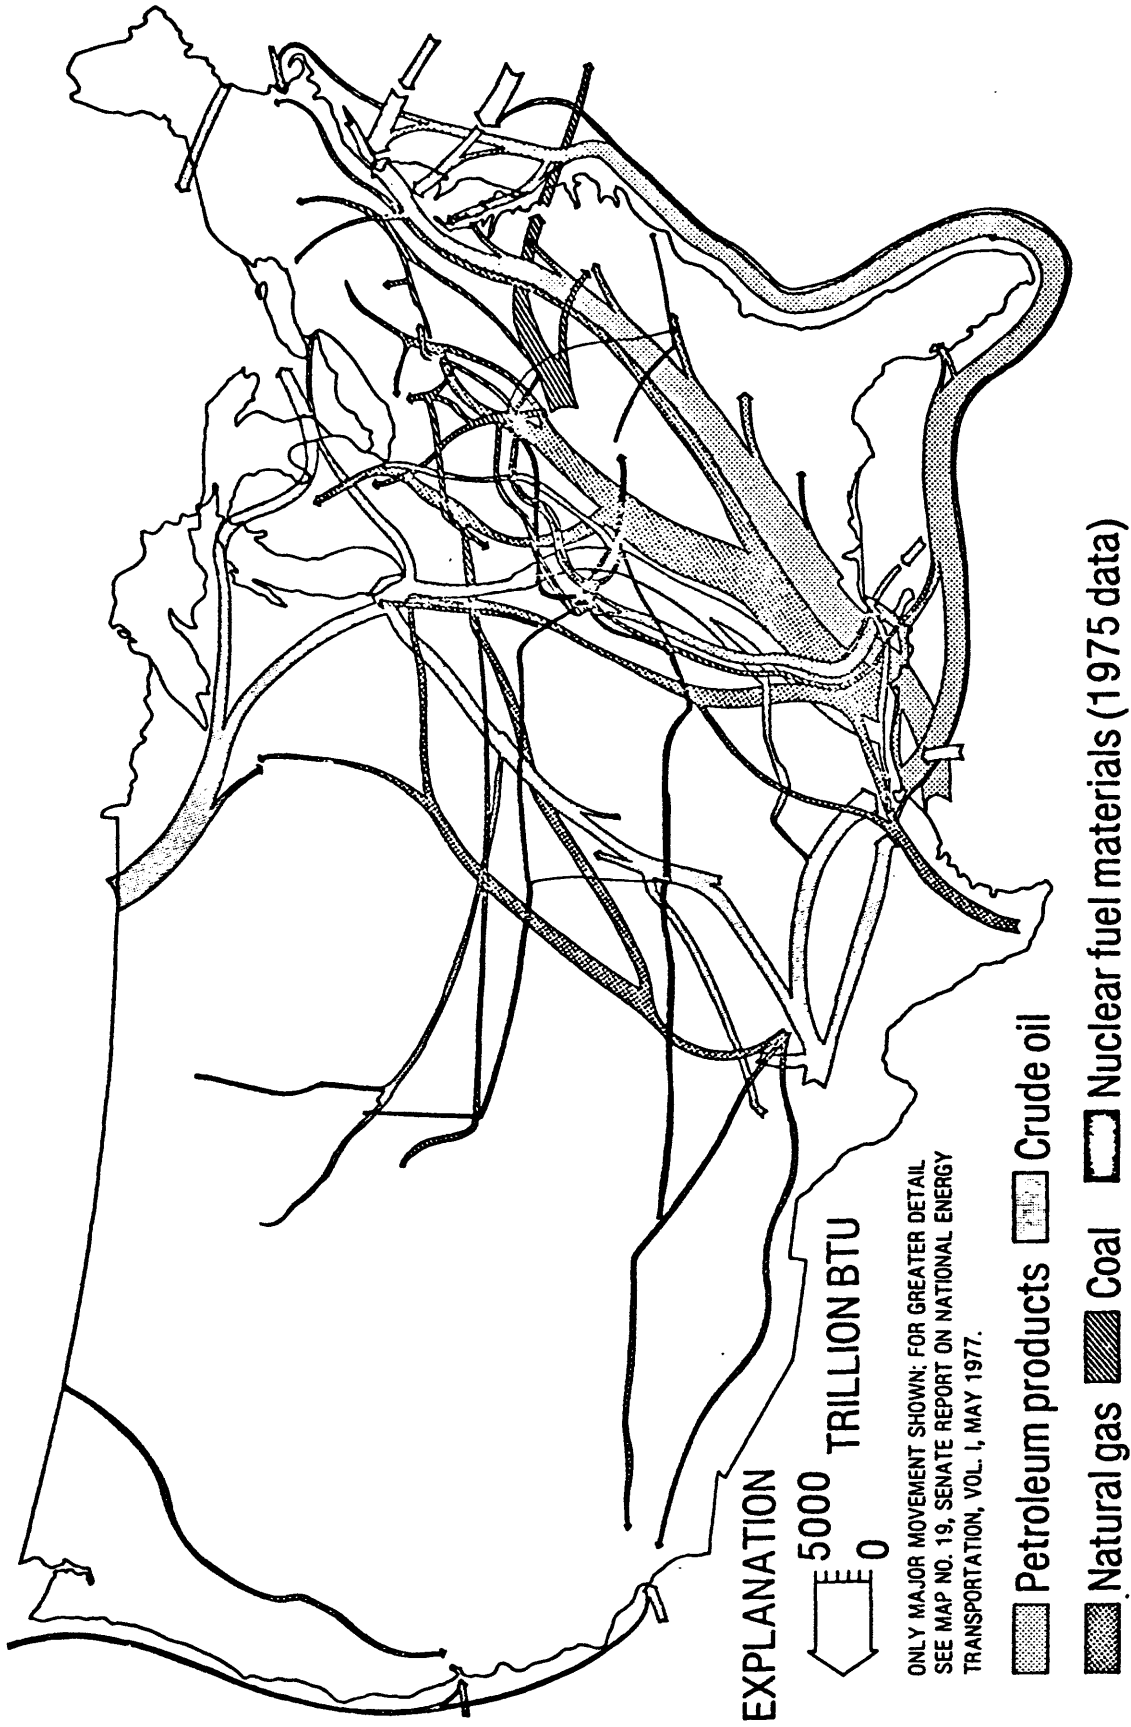 EXPLANATION
5000
0
TRILLION BTU
ONLY MAJOR MOVEMENT SHOWN: FOR GREATER DETAIL
SEE MAP NO. 19, SENATE REPORT ON NATIONAL ENERGY
TRANSPORTATION, VOL. I, MAY 1977.
Petroleum products
Crude oil
Natural gas
Coal
Nuclear fuel materials (1975 data)